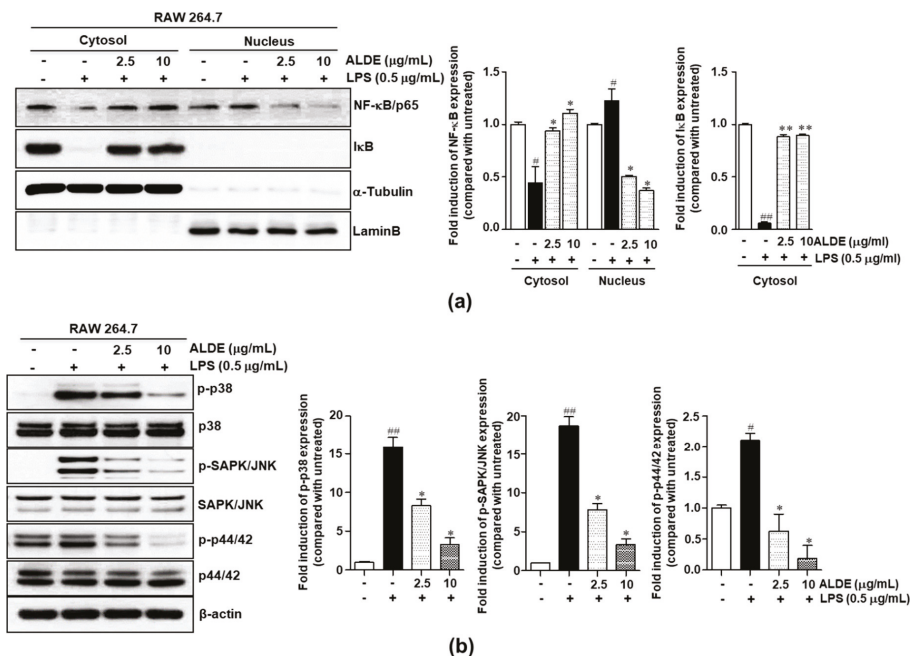 RAW 264.7
Cytosol Nucleus
- - 2.5 10 - - 2.5 10 ALDE (μg/mL)
- + + + - + + + LPS (0.5 μg/mL)
NF-κB/p65
IκB
α-Tubulin
LaminB
Fold induction of NF-κB expression
(compared with untreated)
1.5
1.0
0.5
0.0
# * * # * *
- - 2.5 10 - - 2.5 10
- + + + - + + +
Cytosol Nucleus
Fold induction of IκB expression
(compared with untreated)
1.5
1.0
0.5
0.0
## ** **
- - 2.5 10 ALDE (μg/ml)
- + + + LPS (0.5 μg/ml)
Cytosol
(a)
RAW 264.7
- - 2.5 10 ALDE (μg/mL)
- + + + LPS (0.5 μg/mL)
p-p38
p38
p-SAPK/JNK
SAPK/JNK
p-p44/42
p44/42
β-actin
Fold induction of p-p38 expression
(compared with untreated)
20
15
10
5
0
## * *
- - 2.5 10
- + + +
Fold induction of p-SAPK/JNK expression
(compared with untreated)
20
15
10
5
0
## * *
- - 2.5 10
- + + +
Fold induction of p-p44/42 expression
(compared with untreated)
2.5
2.0
1.5
1.0
0.5
0.0
# * *
- - 2.5 10 ALDE (μg/mL)
- + + + LPS (0.5 μg/mL)
(b)